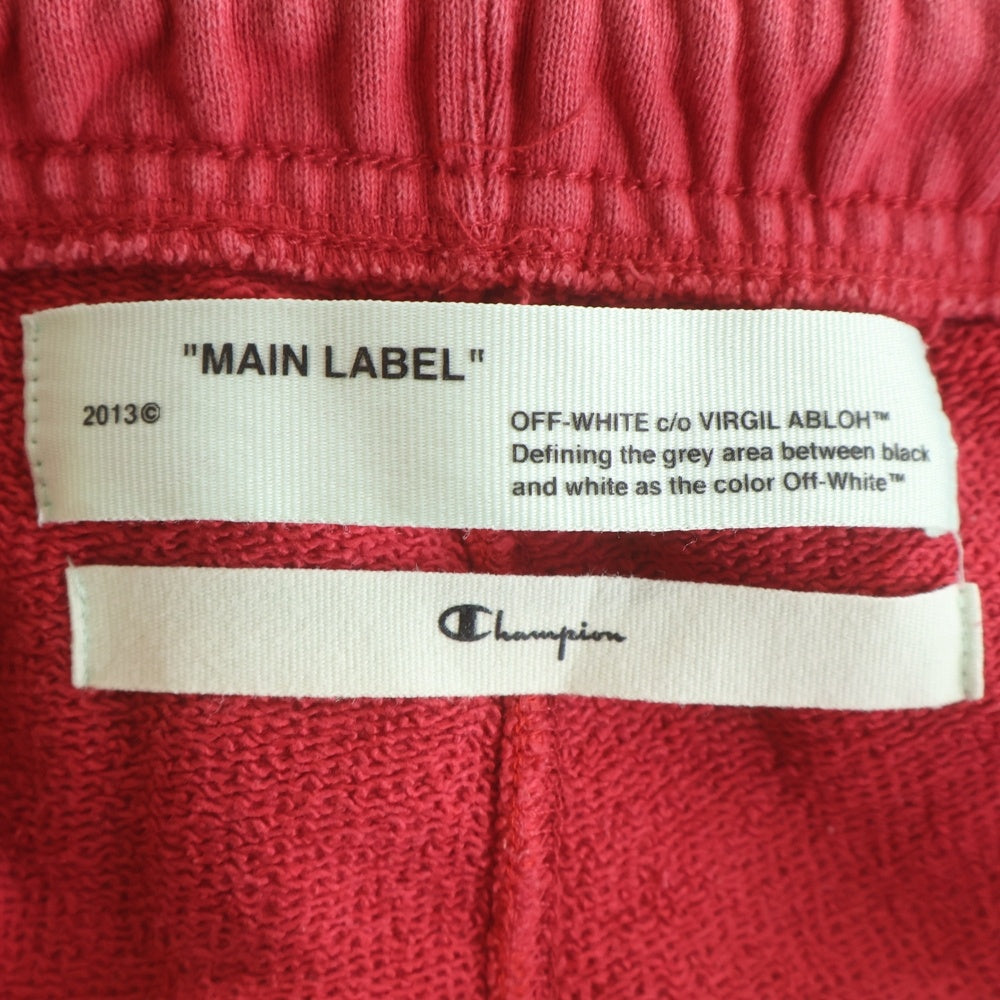 "MAIN LABEL"
2013©
OFF-WHITE c/o VIRGIL ABLOH™
Defining the grey area between black
and white as the color Off-White™
Champion